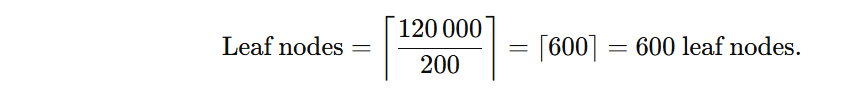 Leaf nodes = ⌈120 000 / 200⌉ = ⌈600⌉ = 600 leaf nodes.